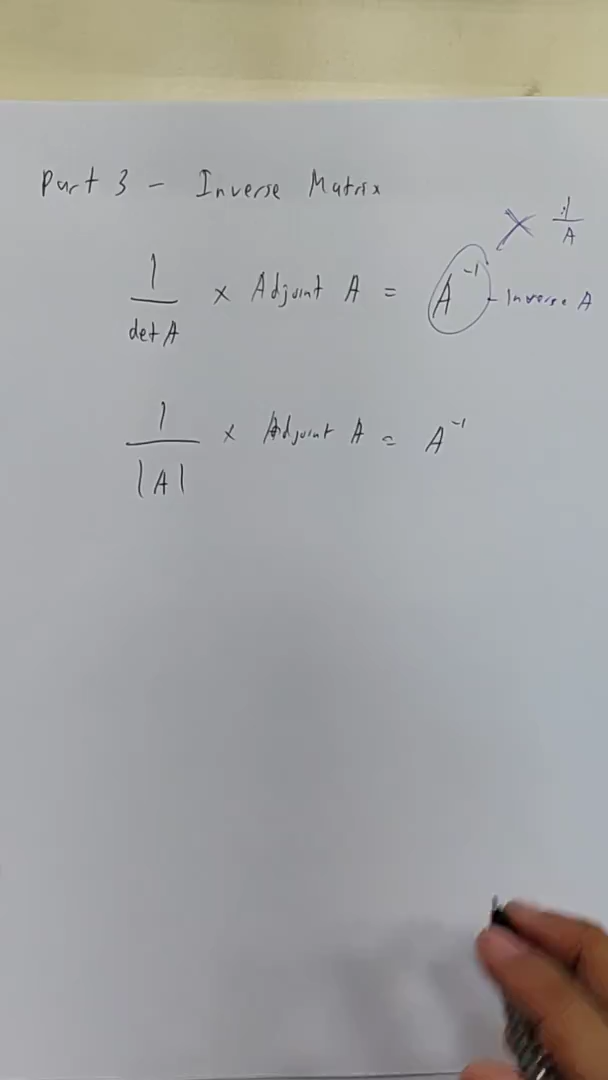 Part 3 - Inverse Matrix
× 1/A
1/det A × Adjoint A = A⁻¹ - Inverse A
1/|A| × Adjoint A = A⁻¹